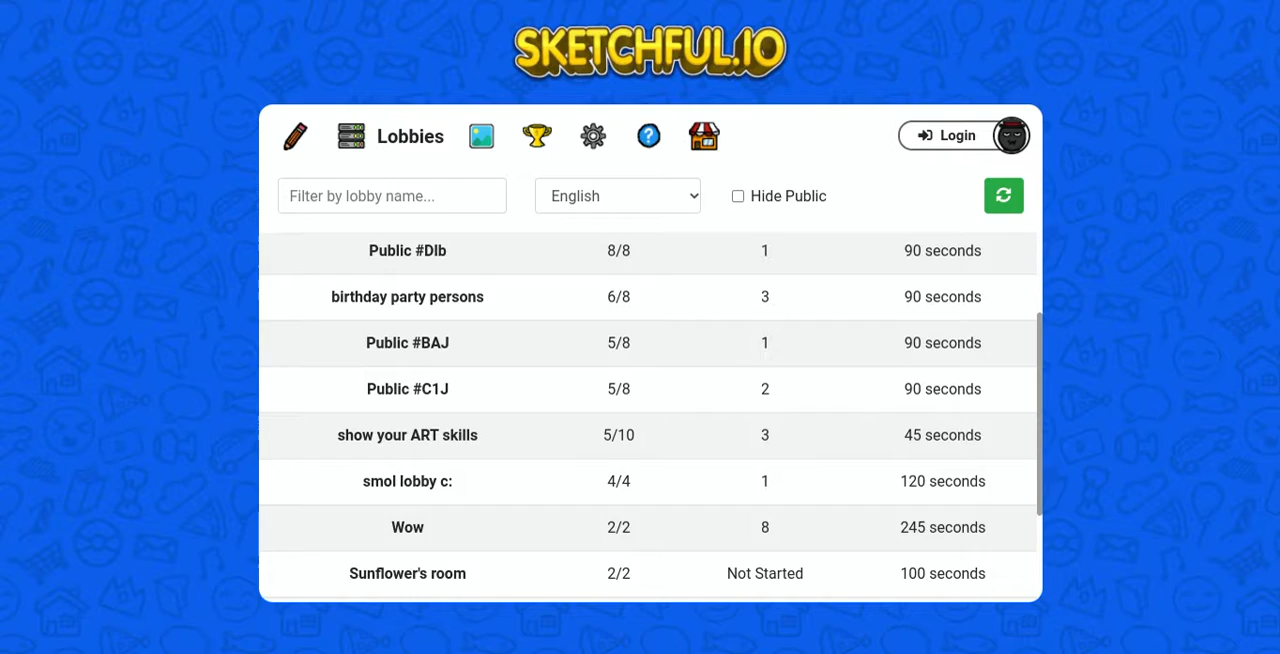 SKETCHFUL.IO
Lobbies
Login
Filter by lobby name...
English
Hide Public
Public #DIb 8/8 1 90 seconds
birthday party persons 6/8 3 90 seconds
Public #BAJ 5/8 1 90 seconds
Public #C1J 5/8 2 90 seconds
show your ART skills 5/10 3 45 seconds
smol lobby c: 4/4 1 120 seconds
Wow 2/2 8 245 seconds
Sunflower's room 2/2 Not Started 100 seconds